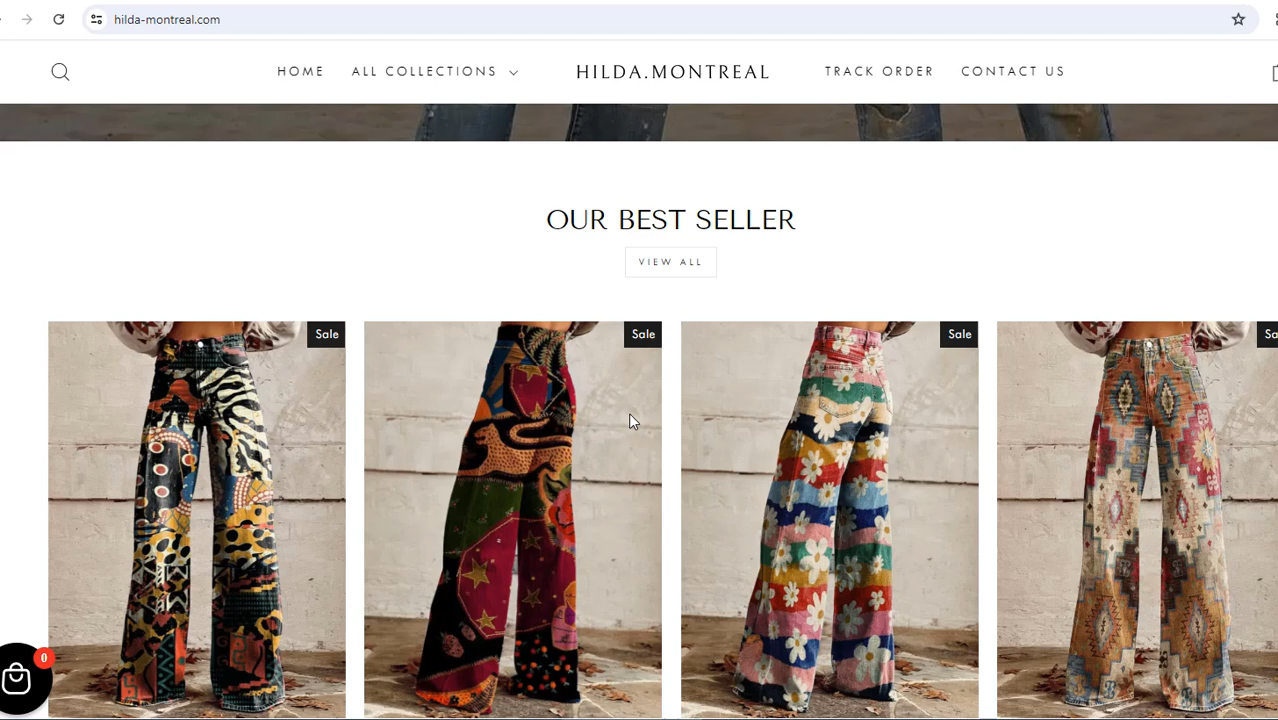 hilda-montreal.com
HOME
ALL COLLECTIONS
HILDA.MONTREAL
TRACK ORDER
CONTACT US
OUR BEST SELLER
VIEW ALL
Sale
Sale
Sale
Sa
0